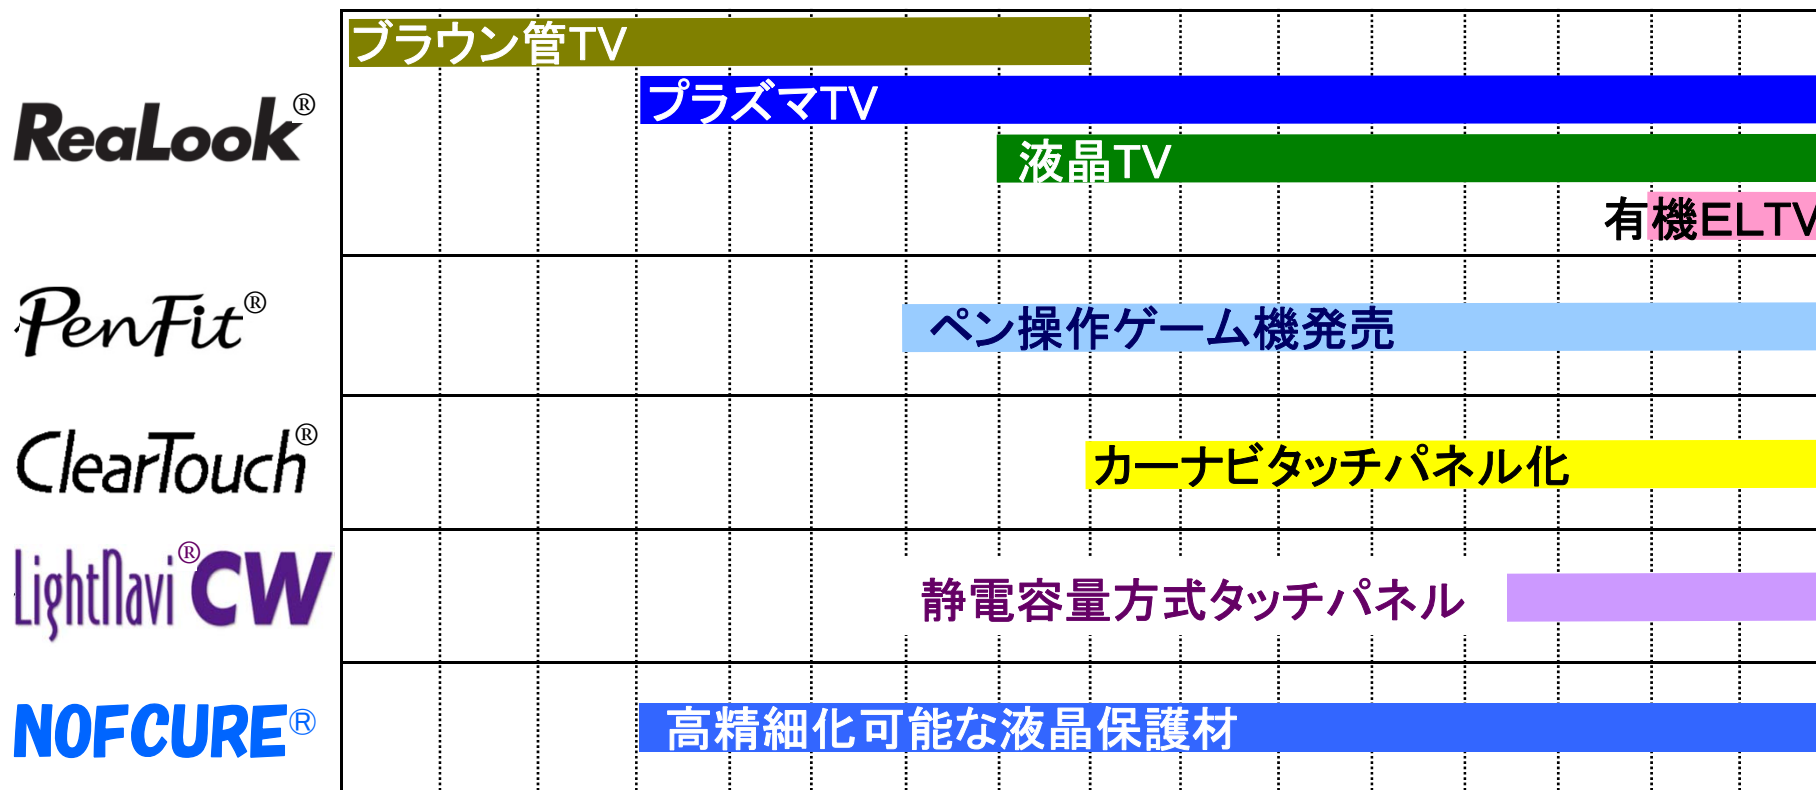 ブラウン管TV
プラズマTV
ReaLook®
液晶TV
有機ELTV
PenFit®
ペン操作ゲーム機発売
ClearTouch®
カーナビタッチパネル化
LightNavi®CW
静電容量方式タッチパネル
NOFCURE®
高精細化可能な液晶保護材